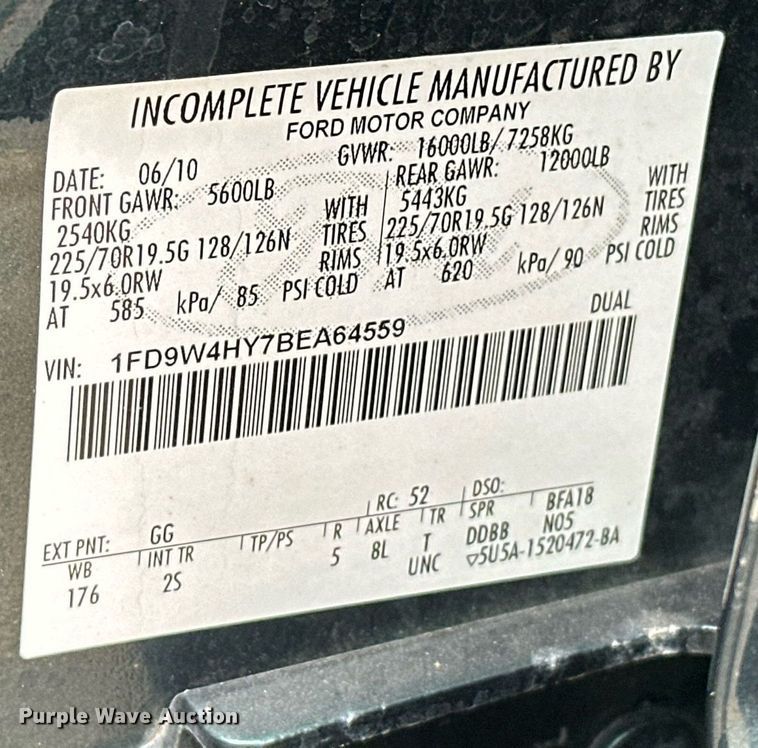 INCOMPLETE VEHICLE MANUFACTURED BY
FORD MOTOR COMPANY
DATE: 06/10 GVWR: 16000LB/ 7258KG
FRONT GAWR: 5600LB REAR GAWR: 12000LB
2540KG WITH 5443KG WITH
225/70R19.5G 128/126N TIRES 225/70R19.5G 128/126N TIRES
19.5x6.0RW RIMS 19.5x6.0RW RIMS
AT 585 kPa/ 85 PSI COLD AT 620 kPa/ 90 PSI COLD
DUAL
VIN: 1FD9W4HY7BEA64559
EXT PNT: GG RC: 52 DSO:
WB INT TR TP/PS R AXLE TR SPR BFA18
176 2S 5 8L T DDBB N05
UNC ▽5U5A-1520472-BA
Purple Wave Auction